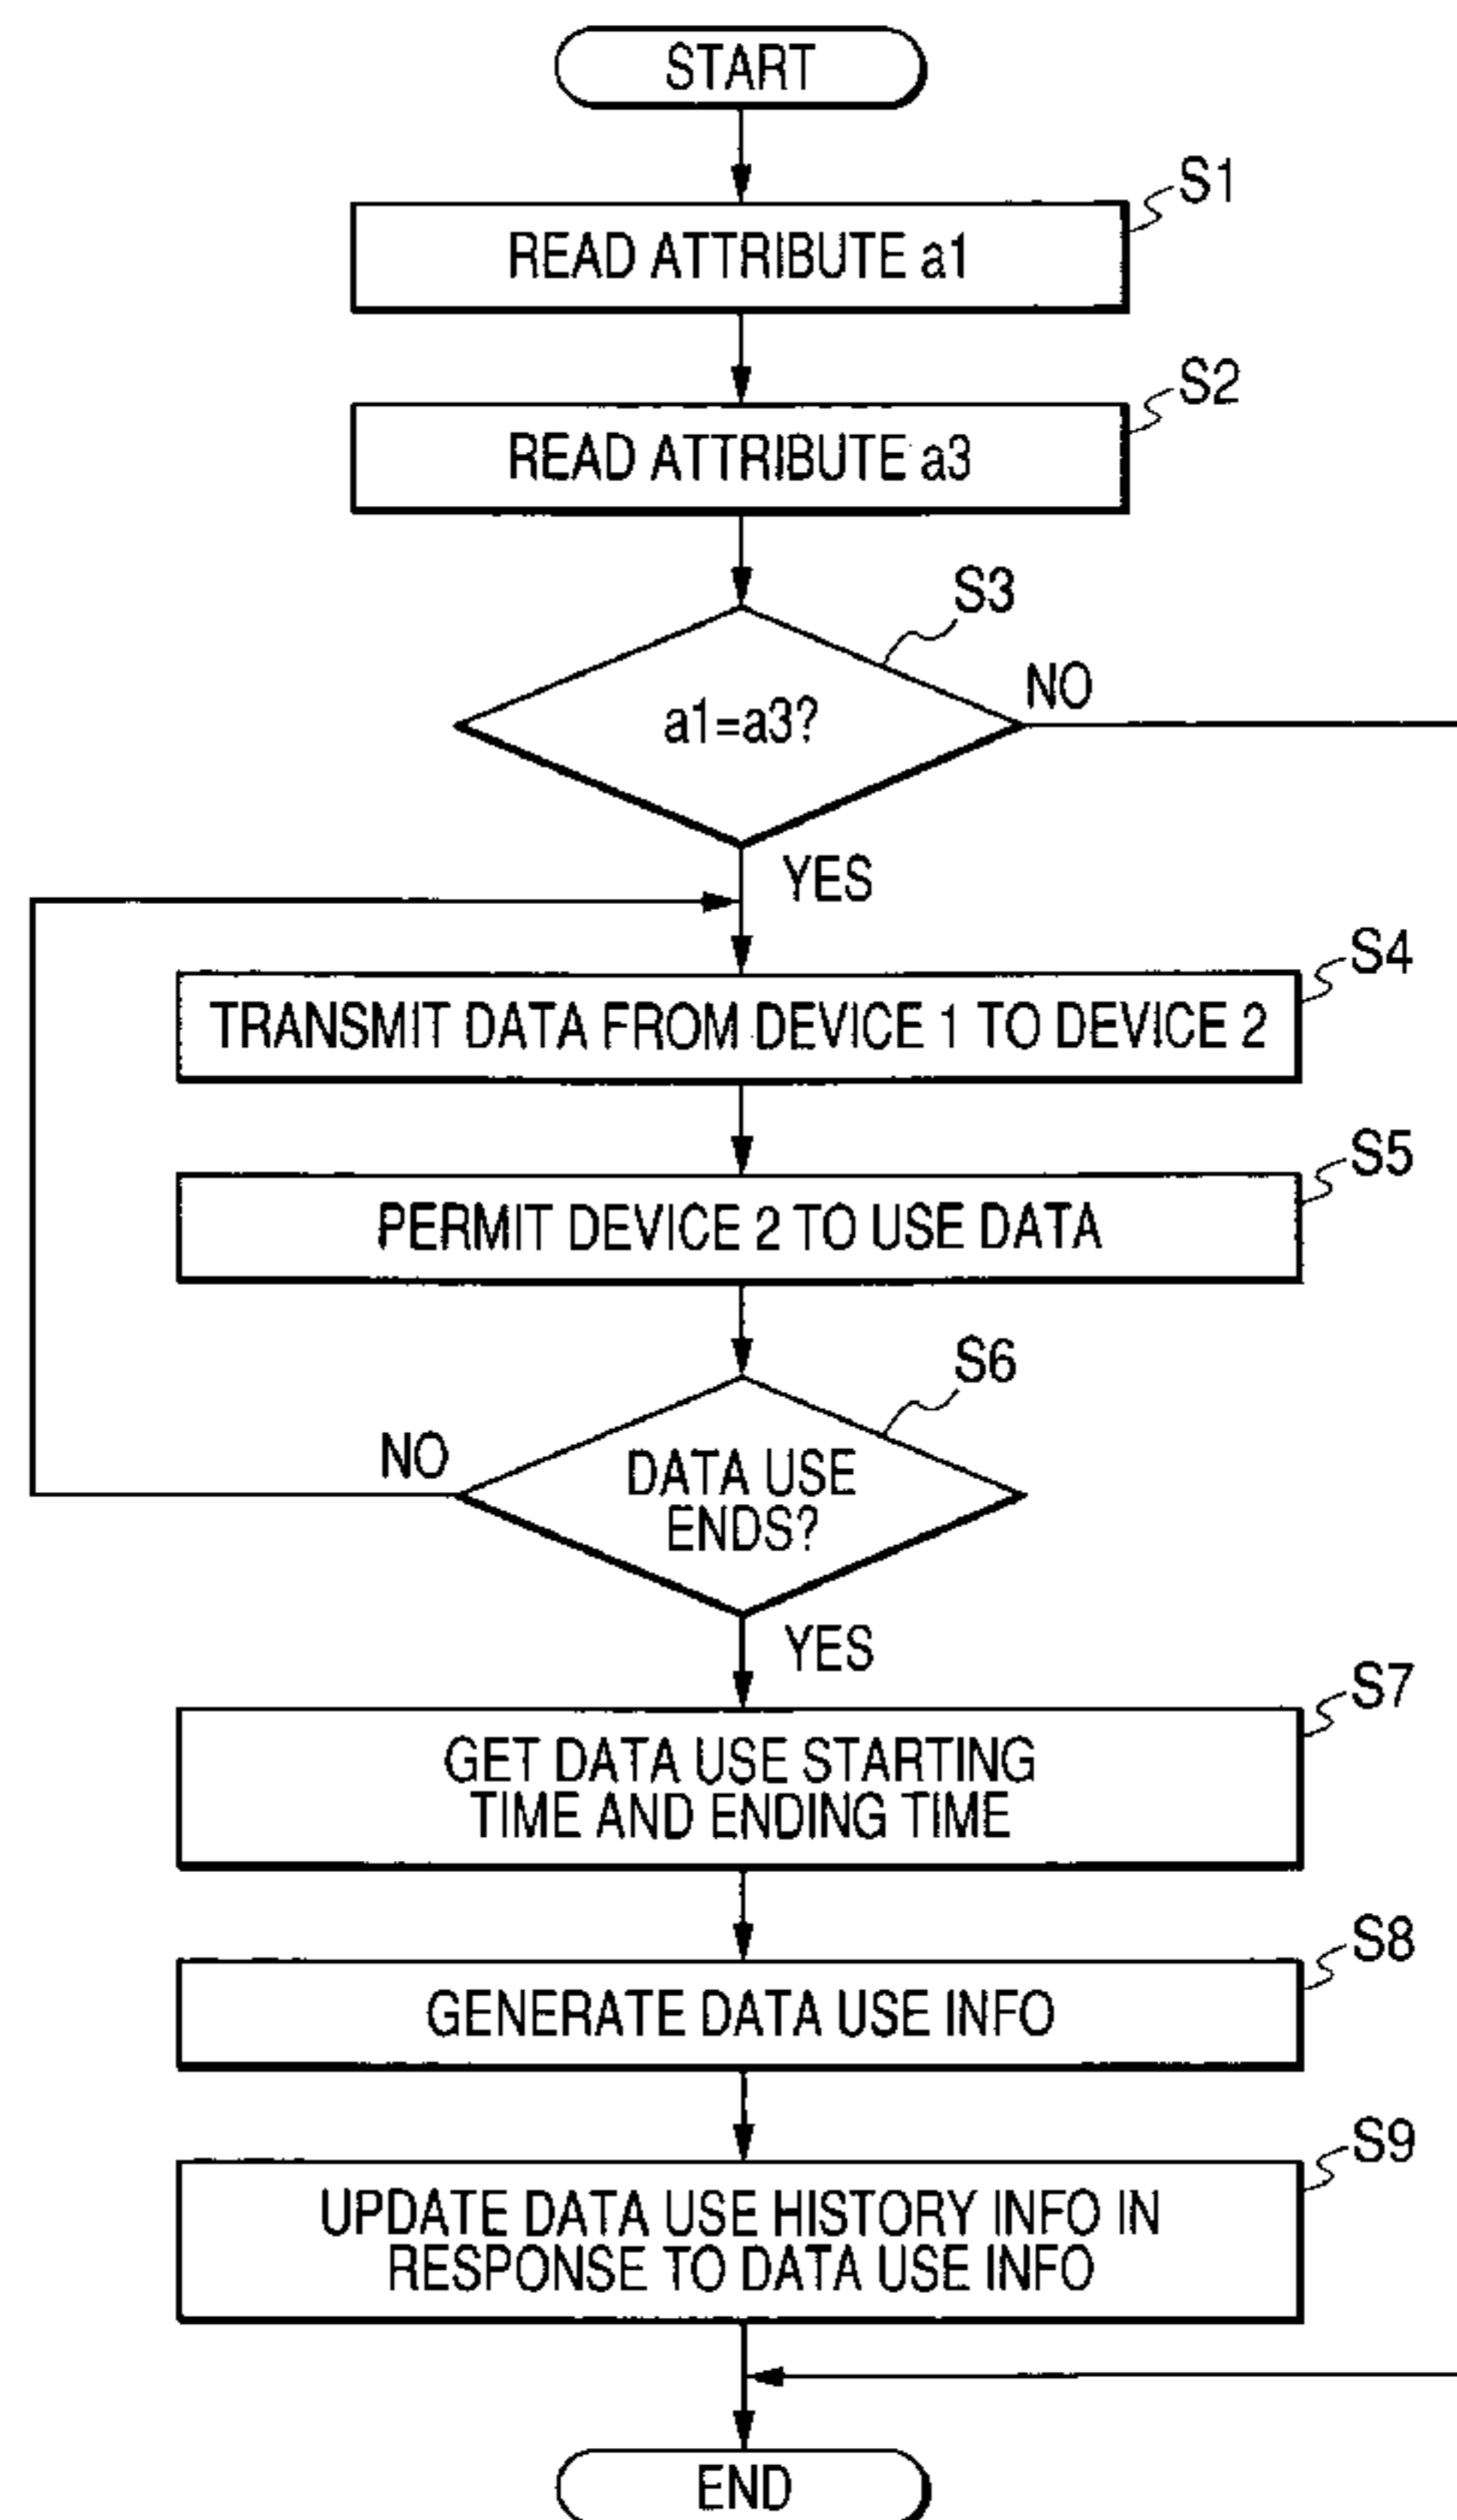 START
S1
READ ATTRIBUTE a1
S2
READ ATTRIBUTE a3
S3
a1=a3?
NO
YES
S4
TRANSMIT DATA FROM DEVICE 1 TO DEVICE 2
S5
PERMIT DEVICE 2 TO USE DATA
S6
DATA USE
ENDS?
NO
YES
S7
GET DATA USE STARTING
TIME AND ENDING TIME
S8
GENERATE DATA USE INFO
S9
UPDATE DATA USE HISTORY INFO IN
RESPONSE TO DATA USE INFO
END